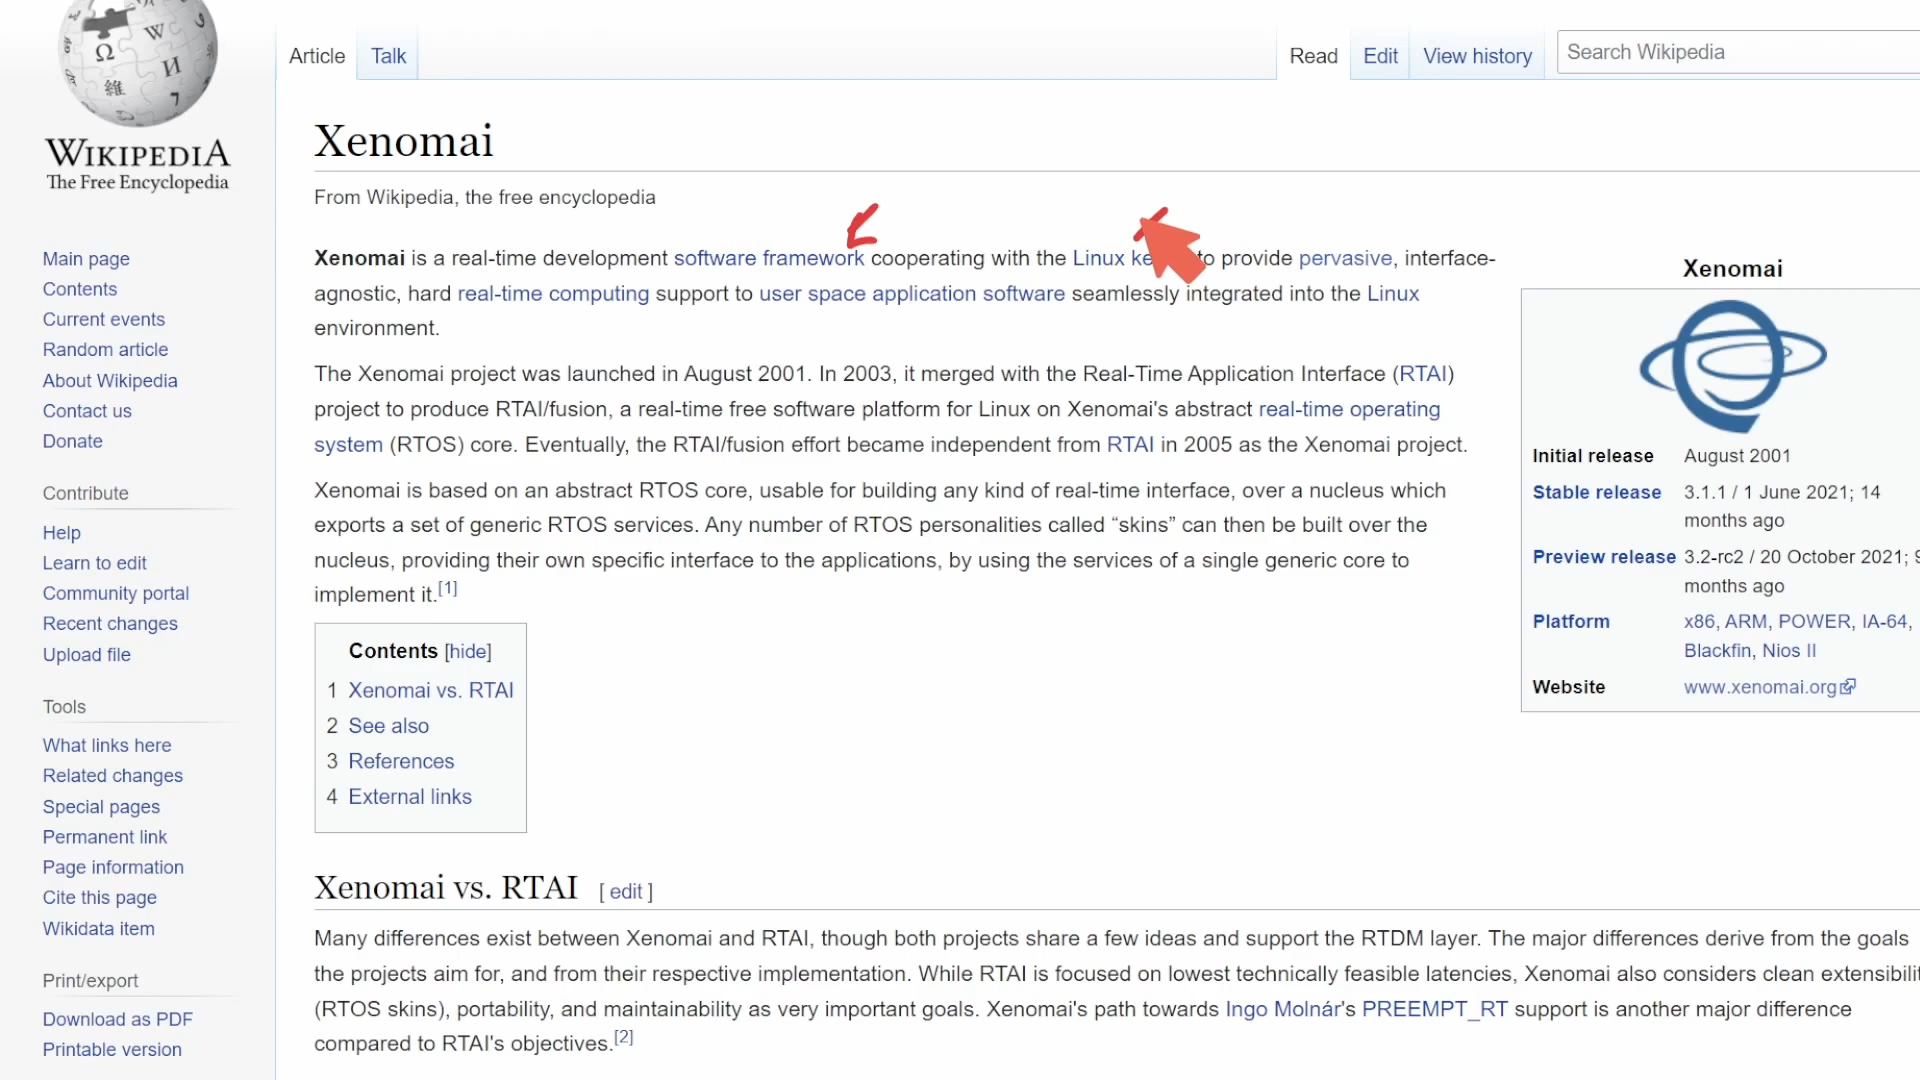 WIKIPEDIA
The Free Encyclopedia
Main page
Contents
Current events
Random article
About Wikipedia
Contact us
Donate
Contribute
Help
Learn to edit
Community portal
Recent changes
Upload file
Tools
What links here
Related changes
Special pages
Permanent link
Page information
Cite this page
Wikidata item
Print/export
Download as PDF
Printable version
Article Talk
Read Edit View history
Search Wikipedia
Xenomai
From Wikipedia, the free encyclopedia
Xenomai is a real-time development software framework cooperating with the Linux to provide pervasive, interface-
agnostic, hard real-time computing support to user space application software seamlessly integrated into the Linux
environment.
The Xenomai project was launched in August 2001. In 2003, it merged with the Real-Time Application Interface (RTAI)
project to produce RTAI/fusion, a real-time free software platform for Linux on Xenomai's abstract real-time operating
system (RTOS) core. Eventually, the RTAI/fusion effort became independent from RTAI in 2005 as the Xenomai project.
Xenomai is based on an abstract RTOS core, usable for building any kind of real-time interface, over a nucleus which
exports a set of generic RTOS services. Any number of RTOS personalities called “skins” can then be built over the
nucleus, providing their own specific interface to the applications, by using the services of a single generic core to
implement it.[1]
Contents [hide]
1 Xenomai vs. RTAI
2 See also
3 References
4 External links
Xenomai vs. RTAI [ edit ]
Many differences exist between Xenomai and RTAI, though both projects share a few ideas and support the RTDM layer. The major differences derive from the goals
the projects aim for, and from their respective implementation. While RTAI is focused on lowest technically feasible latencies, Xenomai also considers clean
(RTOS skins), portability, and maintainability as very important goals. Xenomai's path towards Ingo Molnár's PREEMPT_RT support is another major difference
compared to RTAI's objectives.[2]
Xenomai
Initial release August 2001
Stable release 3.1.1 / 1 June 2021; 14
months ago
Preview release 3.2-rc2 / 20 October 2021;
months ago
Platform x86, ARM, POWER, IA-64,
Blackfin, Nios II
Website www.xenomai.org